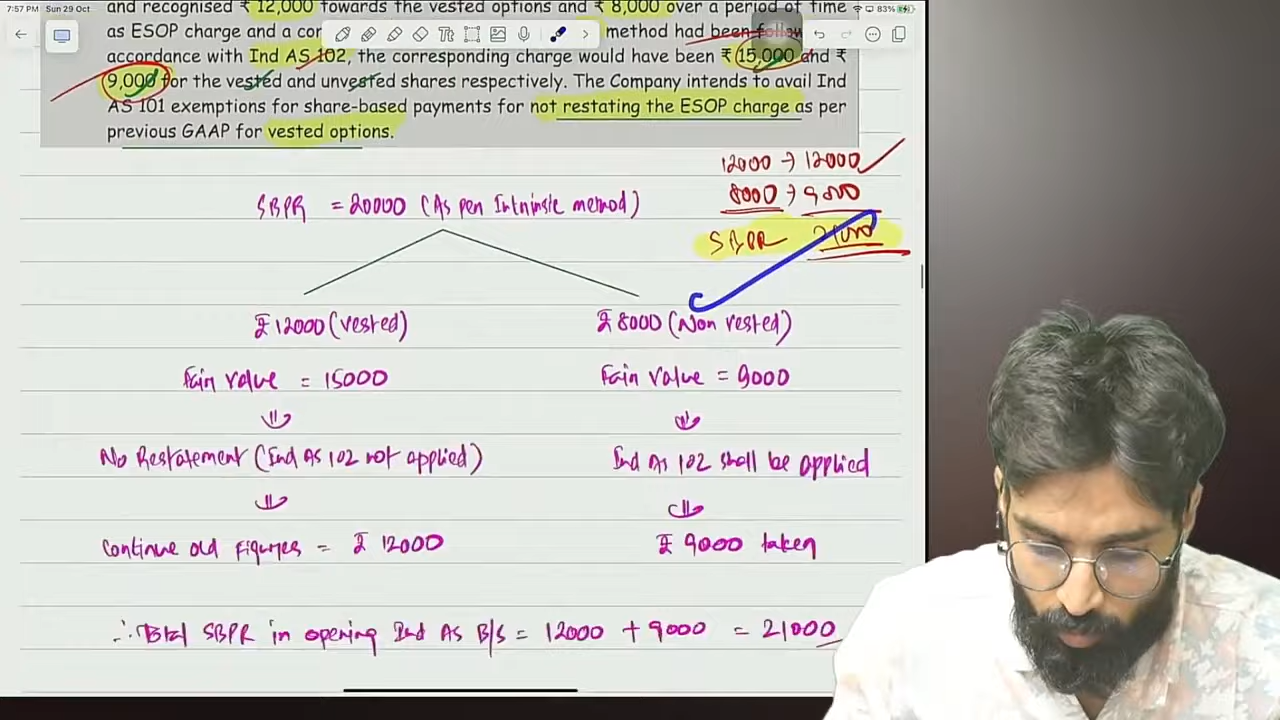 7:57 PM Sun 29 Oct
83%
and recognised ₹ 12,000 towards the vested options and ₹ 8,000 over a period of time
as ESOP charge and a cor method had been follow
accordance with Ind AS 102, the corresponding charge would have been ₹ 15,000 and ₹
9,000 for the vested and unvested shares respectively. The Company intends to avail Ind
AS 101 exemptions for share-based payments for not restating the ESOP charge as per
previous GAAP for vested options.
12000 → 12000
8000 → 9000
SBPR 21000
SBPR = 20000 (As per Intrinsic method)
₹ 12000 (vested)
₹ 8000 (Non vested)
Fair value = 15000
Fair value = 9000
No Restatement (Ind AS 102 not applied)
Ind AS 102 shall be applied
Continue old figures = ₹ 12000
₹ 9000 taken
∴ Total SBPR in opening Ind AS B/S = 12000 + 9000 = 21000